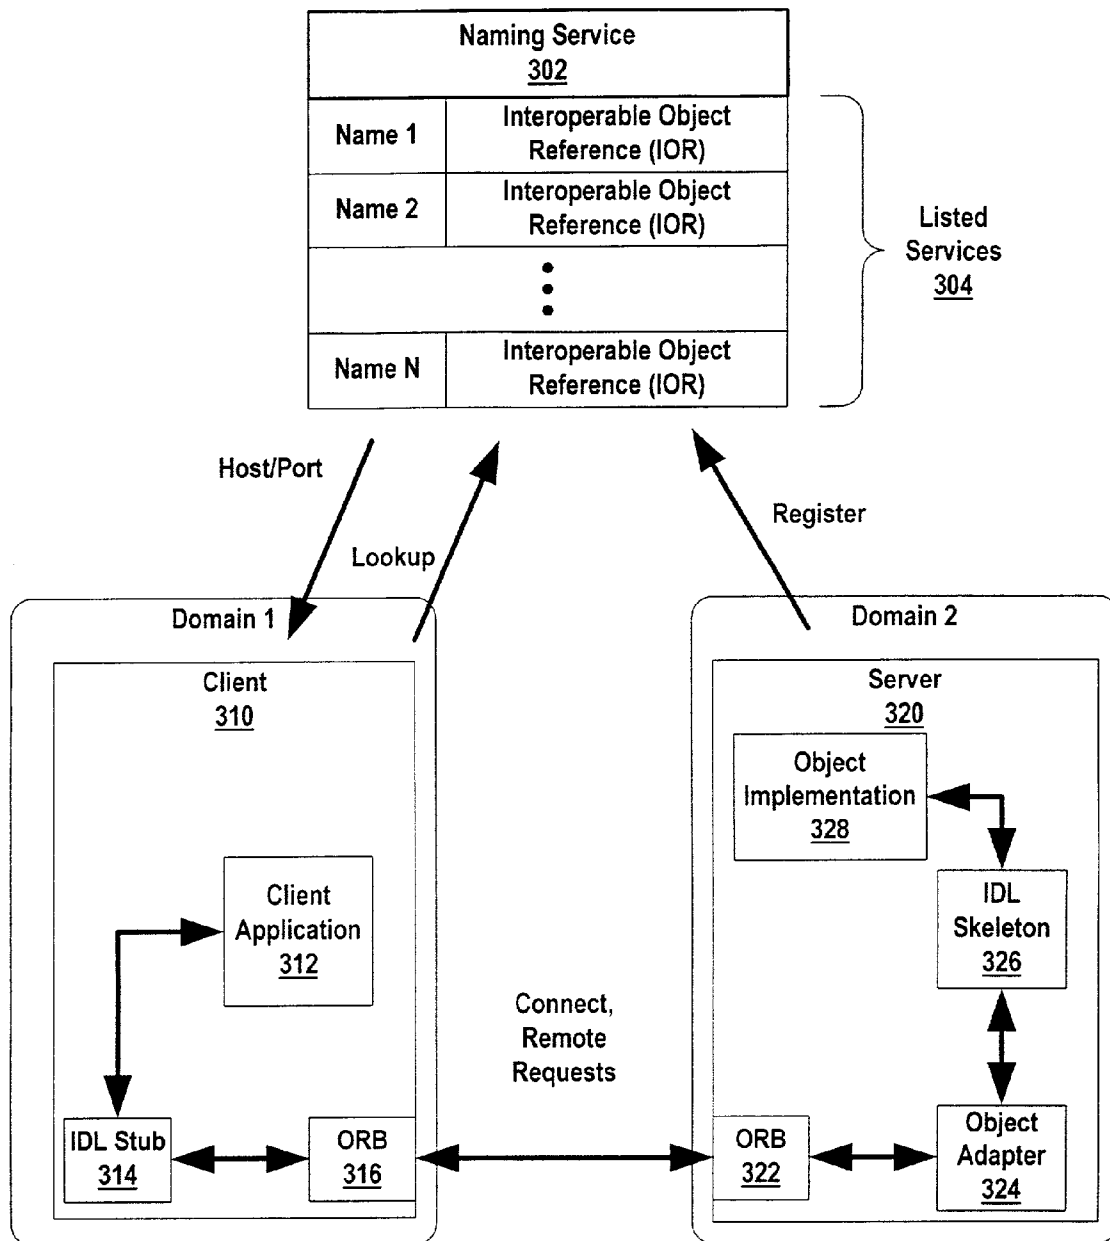 Naming Service
302
Name 1
Interoperable Object
Reference (IOR)
Name 2
Interoperable Object
Reference (IOR)
Name N
Interoperable Object
Reference (IOR)
Listed
Services
304
Host/Port
Lookup
Register
Domain 1
Client
310
Client
Application
312
IDL Stub
314
ORB
316
Connect,
Remote
Requests
Domain 2
Server
320
Object
Implementation
328
IDL
Skeleton
326
ORB
322
Object
Adapter
324